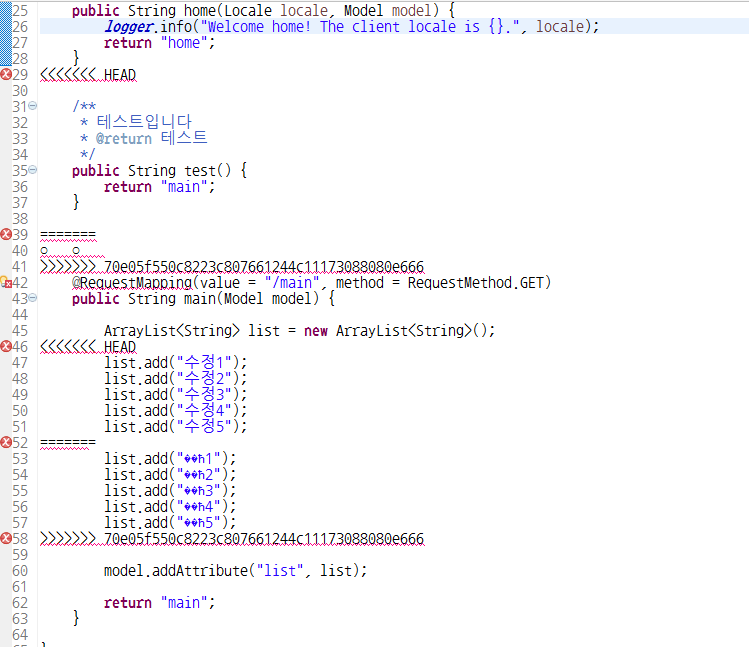 25 public String home(Locale locale, Model model) {
26 logger.info("Welcome home! The client locale is {}.", locale);
27 return "home";
28 }
29 <<<<<<< HEAD
30
31 /**
32 * 테스트입니다
33 * @return 테스트
34 */
35 public String test() {
36 return "main";
37 }
38
39 =======
40 ㅇ ㅇ
41 >>>>>>> 70e05f550c8223c807661244c11173088080e666
42 @RequestMapping(value = "/main", method = RequestMethod.GET)
43 public String main(Model model) {
44
45 ArrayList<String> list = new ArrayList<String>();
46 <<<<<<< HEAD
47 list.add("수정1");
48 list.add("수정2");
49 list.add("수정3");
50 list.add("수정4");
51 list.add("수정5");
52 =======
53 list.add("��ħ1");
54 list.add("��ħ2");
55 list.add("��ħ3");
56 list.add("��ħ4");
57 list.add("��ħ5");
58 >>>>>>> 70e05f550c8223c807661244c11173088080e666
59
60 model.addAttribute("list", list);
61
62 return "main";
63 }
64